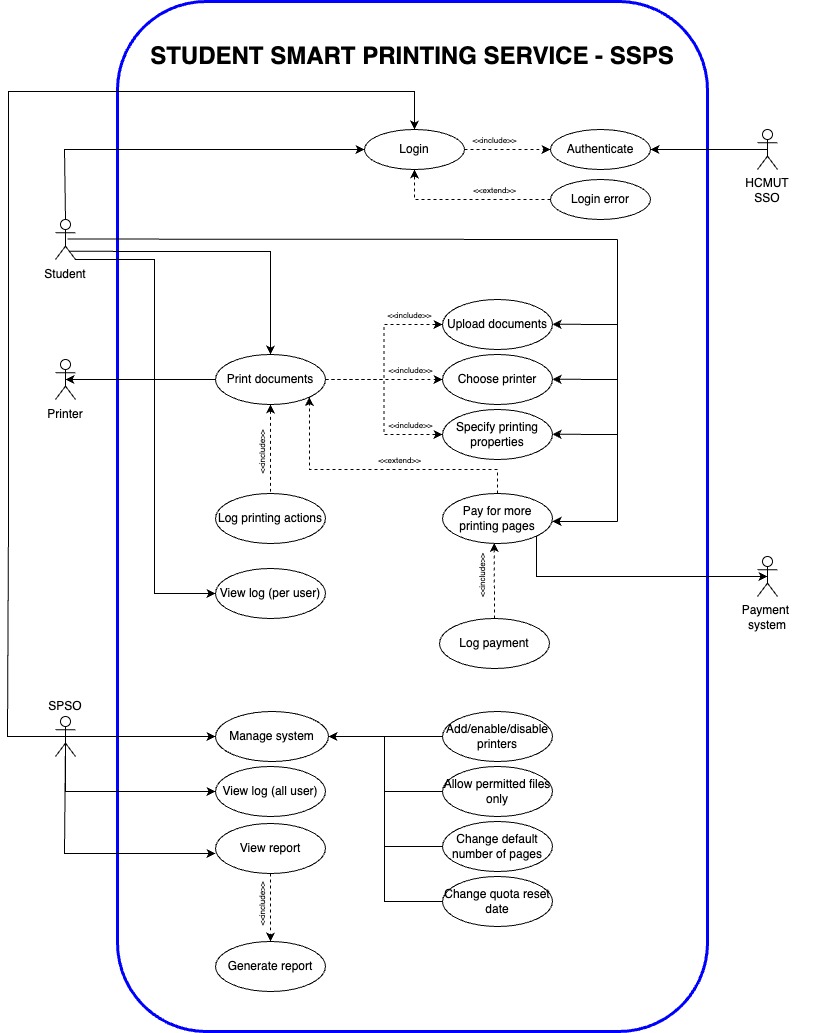 STUDENT SMART PRINTING SERVICE - SSPS
Login
<<include>>
Authenticate
HCMUT
SSO
<<extend>>
Login error
Student
<<include>>
Upload documents
Printer
Print documents
<<include>>
Choose printer
<<include>>
Specify printing
properties
<<include>>
<<extend>>
Log printing actions
Pay for more
printing pages
<<include>>
View log (per user)
Payment
system
Log payment
SPSO
Manage system
Add/enable/disable
printers
View log (all user)
Allow permitted files
only
View report
Change default
number of pages
<<include>>
Change quota reset
date
Generate report